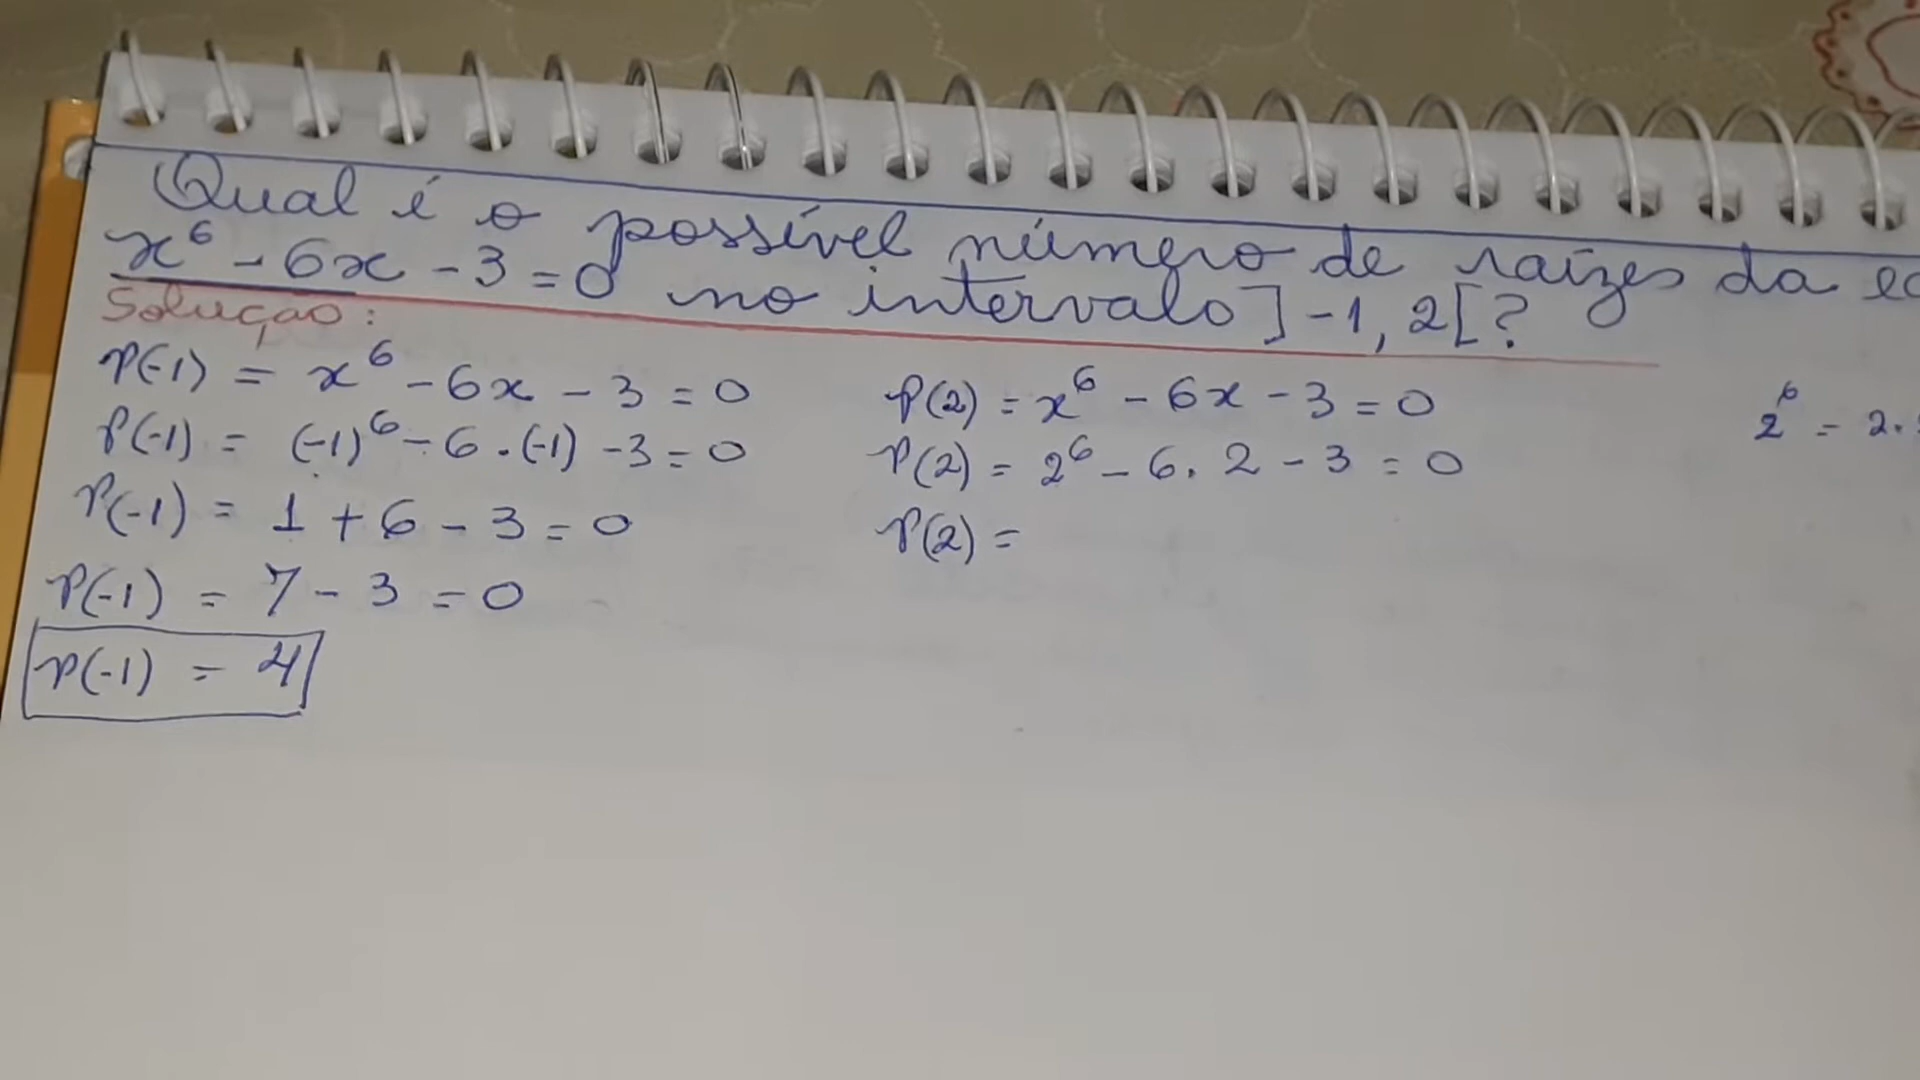 Qual é o possível número de raízes da
x⁶ - 6x - 3 = 0 no intervalo ]-1, 2[?
Solução:
P(-1) = x⁶ - 6x - 3 = 0
P(-1) = (-1)⁶ - 6 . (-1) - 3 = 0
P(-1) = 1 + 6 - 3 = 0
P(-1) = 7 - 3 = 0
P(-1) = 4
P(2) = x⁶ - 6x - 3 = 0
P(2) = 2⁶ - 6 . 2 - 3 = 0
P(2) =
2⁶ = 2.